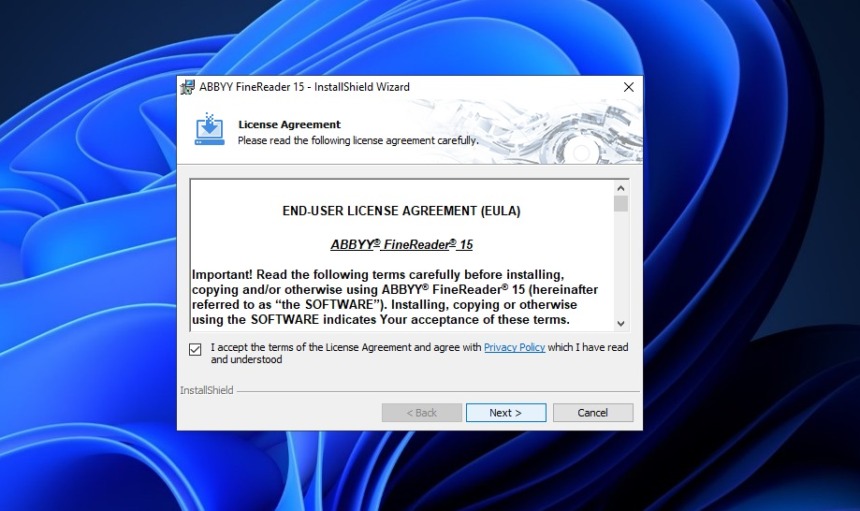 ABBYY FineReader 15 - InstallShield Wizard
License Agreement
Please read the following license agreement carefully.
END-USER LICENSE AGREEMENT (EULA)
ABBYY® FineReader® 15
Important! Read the following terms carefully before installing,
copying and/or otherwise using ABBYY® FineReader® 15 (hereinafter
referred to as “the SOFTWARE”). Installing, copying or otherwise
using the SOFTWARE indicates Your acceptance of these terms.
I accept the terms of the License Agreement and agree with Privacy Policy which I have read
and understood
InstallShield
< Back
Next >
Cancel